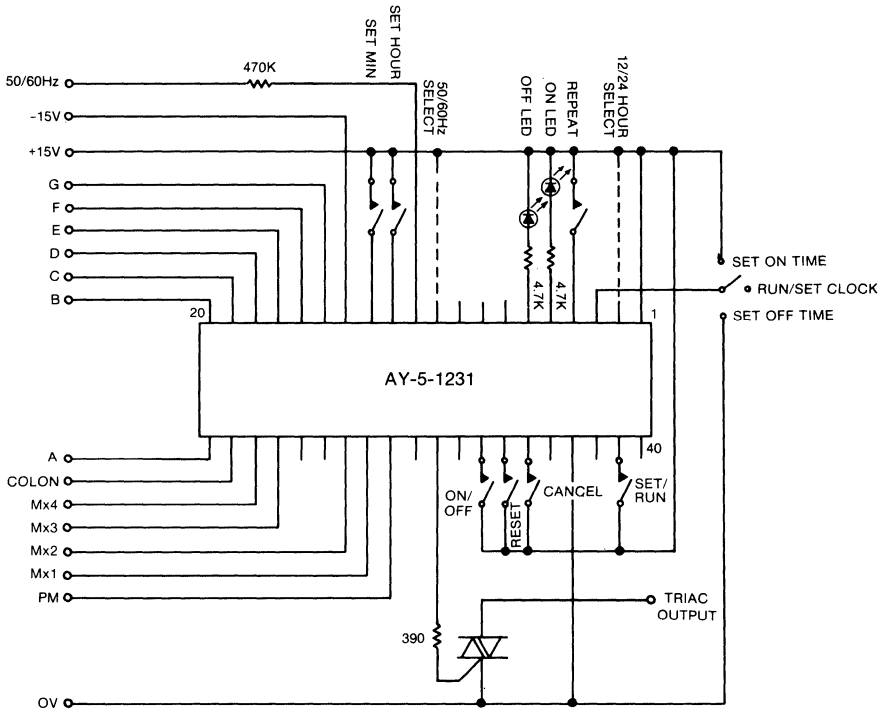 SET MIN
SET HOUR
50/60Hz
SELECT
OFF LED
ON LED
REPEAT
12/24 HOUR
SELECT
470K
50/60Hz
-15V
+15V
G
F
E
D
C
B
4.7K
4.7K
SET ON TIME
RUN/SET CLOCK
SET OFF TIME
20
1
AY-5-1231
40
A
COLON
Mx4
Mx3
Mx2
Mx1
PM
ON/
OFF
RESET
CANCEL
SET/
RUN
TRIAC
OUTPUT
390
OV